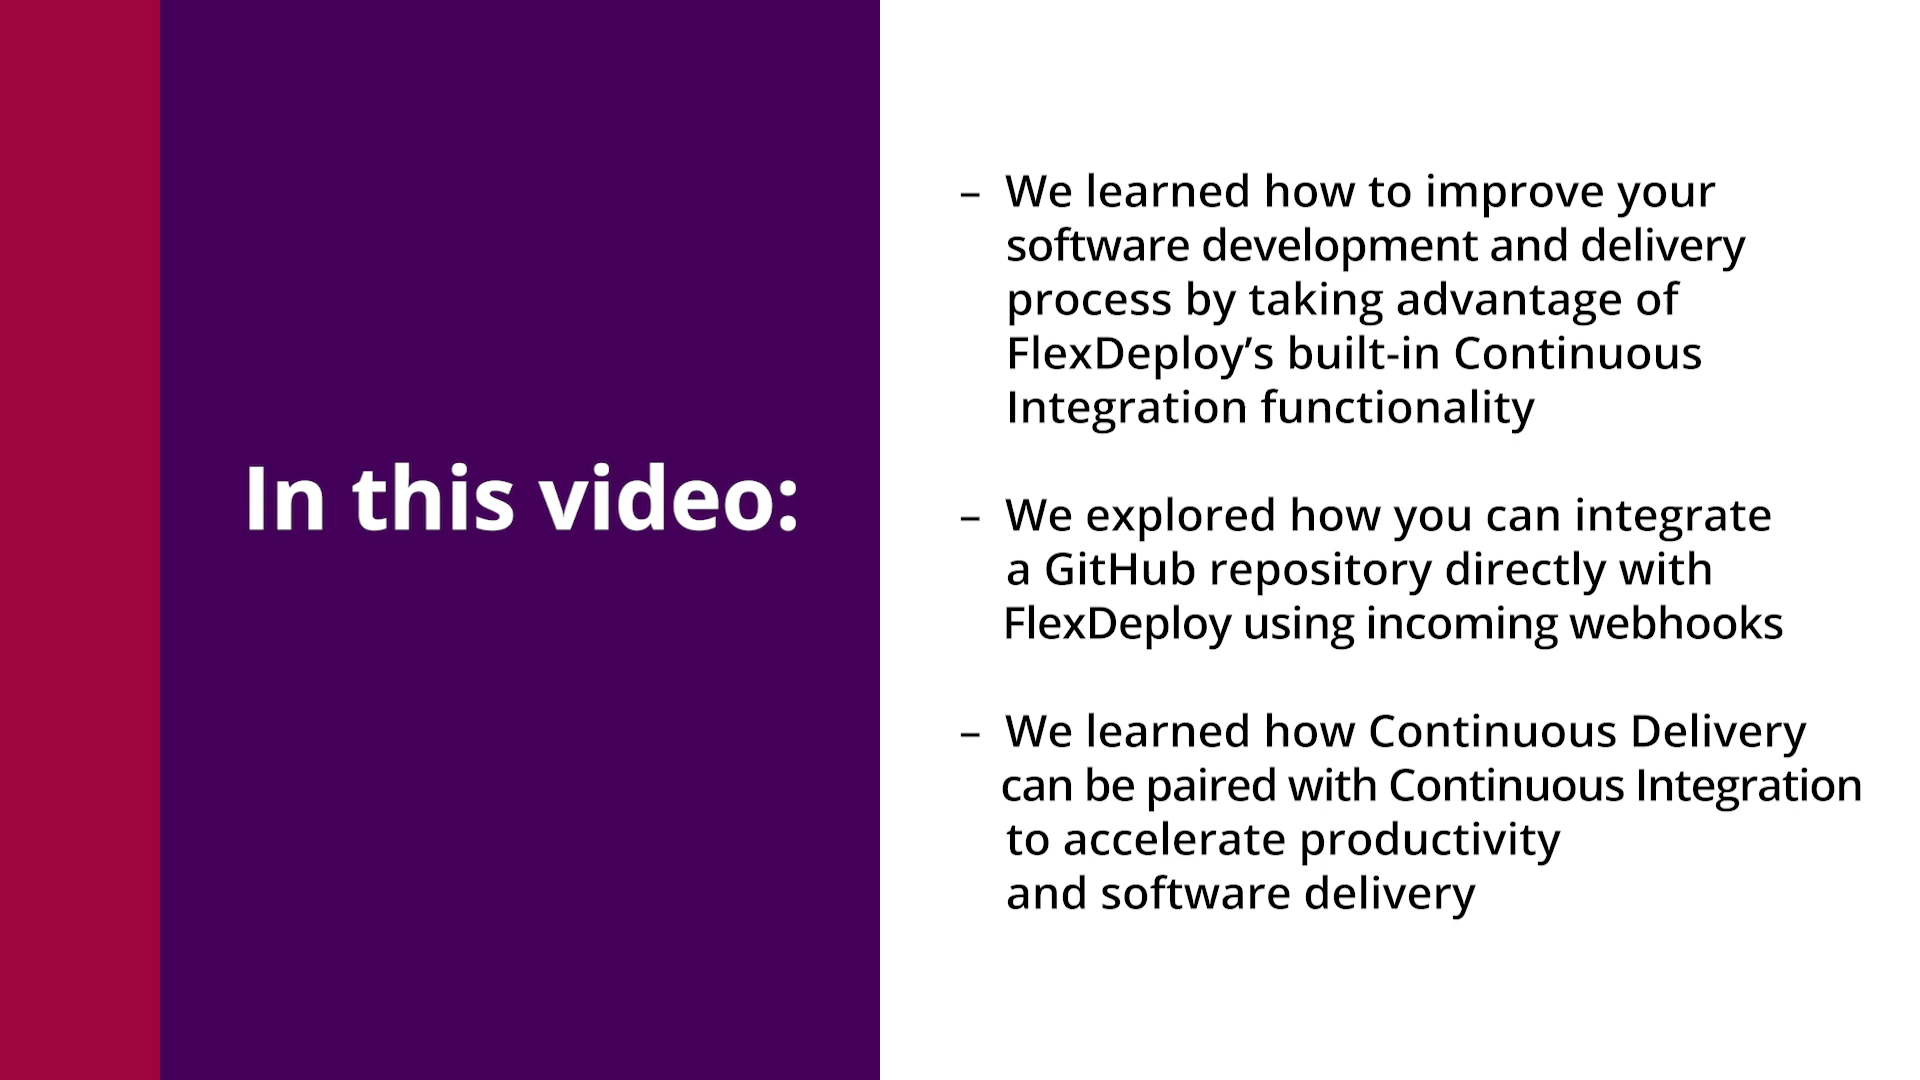 In this video:
– We learned how to improve your
software development and delivery
process by taking advantage of
FlexDeploy’s built-in Continuous
Integration functionality
– We explored how you can integrate
a GitHub repository directly with
FlexDeploy using incoming webhooks
– We learned how Continuous Delivery
can be paired with Continuous Integration
to accelerate productivity
and software delivery